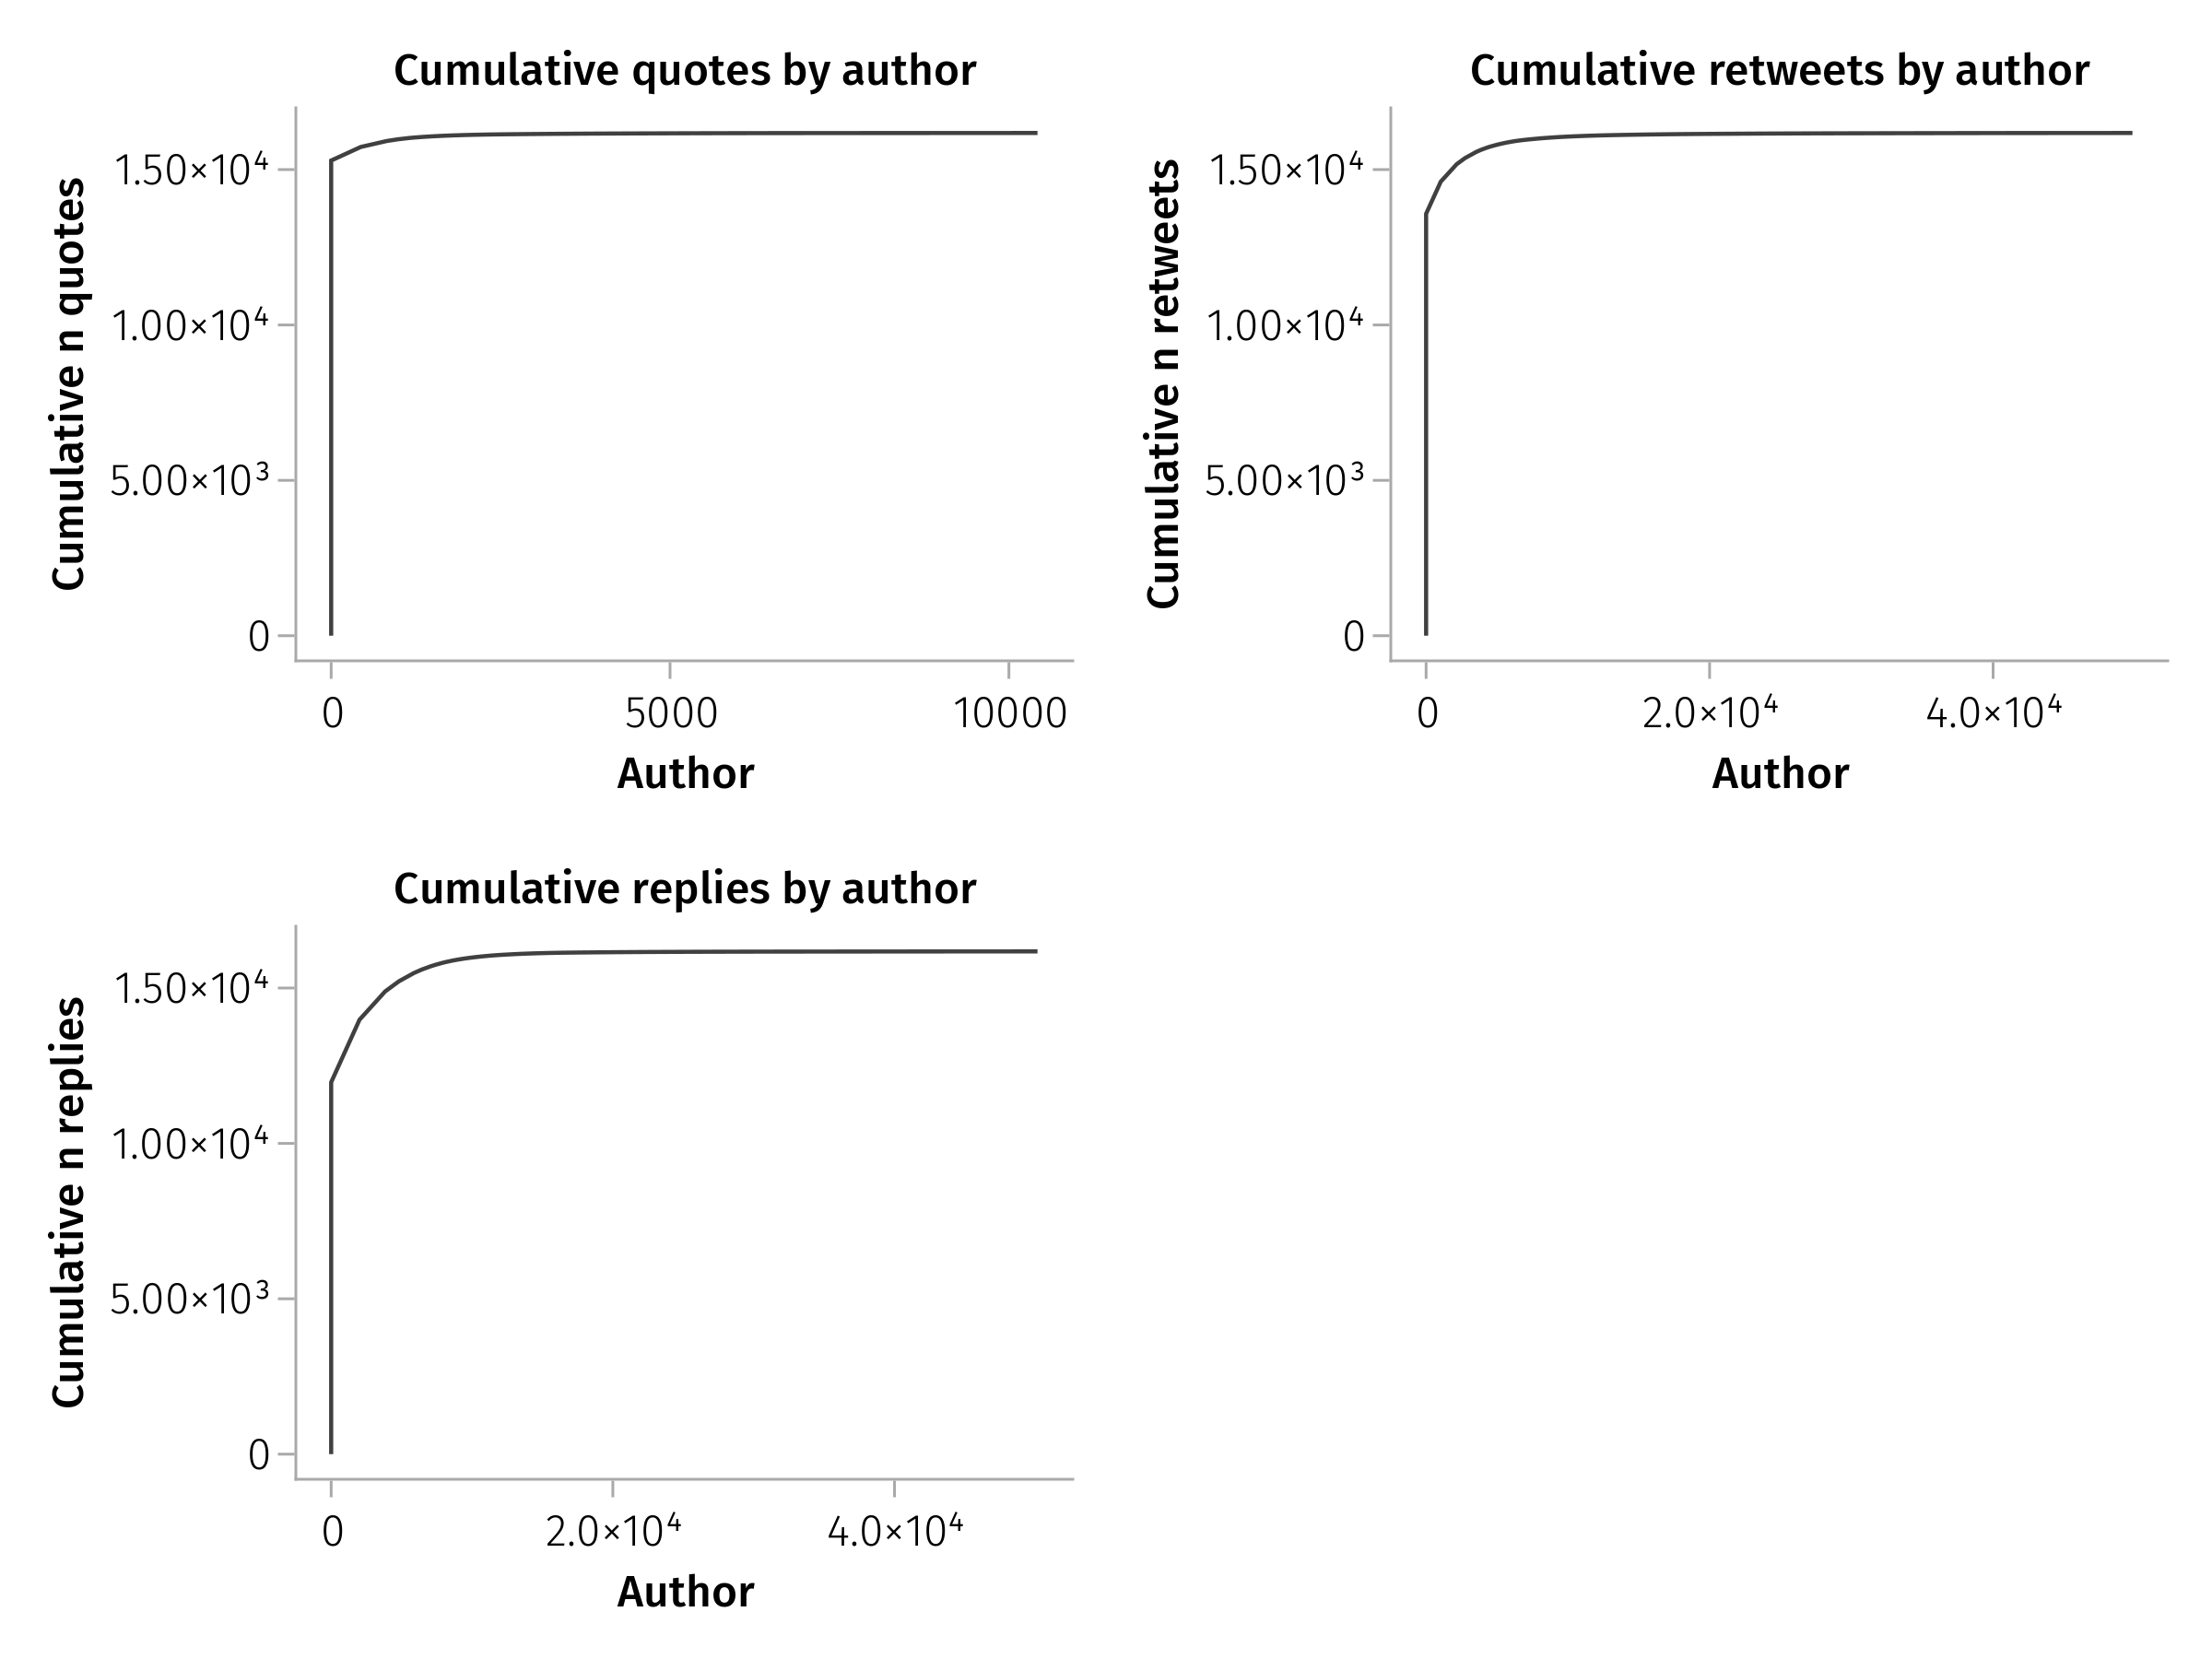 Cumulative quotes by author
Cumulative n quotes
1.50×10⁴
1.00×10⁴
5.00×10³
0
0 5000 10000
Author
Cumulative retweets by author
Cumulative n retweets
1.50×10⁴
1.00×10⁴
5.00×10³
0
0 2.0×10⁴ 4.0×10⁴
Author
Cumulative replies by author
Cumulative n replies
1.50×10⁴
1.00×10⁴
5.00×10³
0
0 2.0×10⁴ 4.0×10⁴
Author